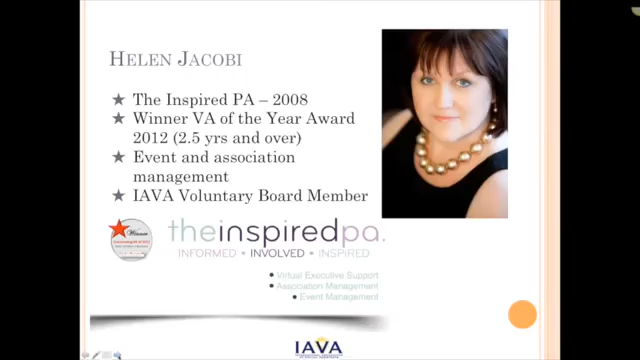 HELEN JACOBI
★ The Inspired PA – 2008
★ Winner VA of the Year Award
2012 (2.5 yrs and over)
★ Event and association
management
★ IAVA Voluntary Board Member
Winner
theinspiredpa.
INFORMED • INVOLVED • INSPIRED
• Virtual Executive Support
• Association Management
• Event Management
IAVA